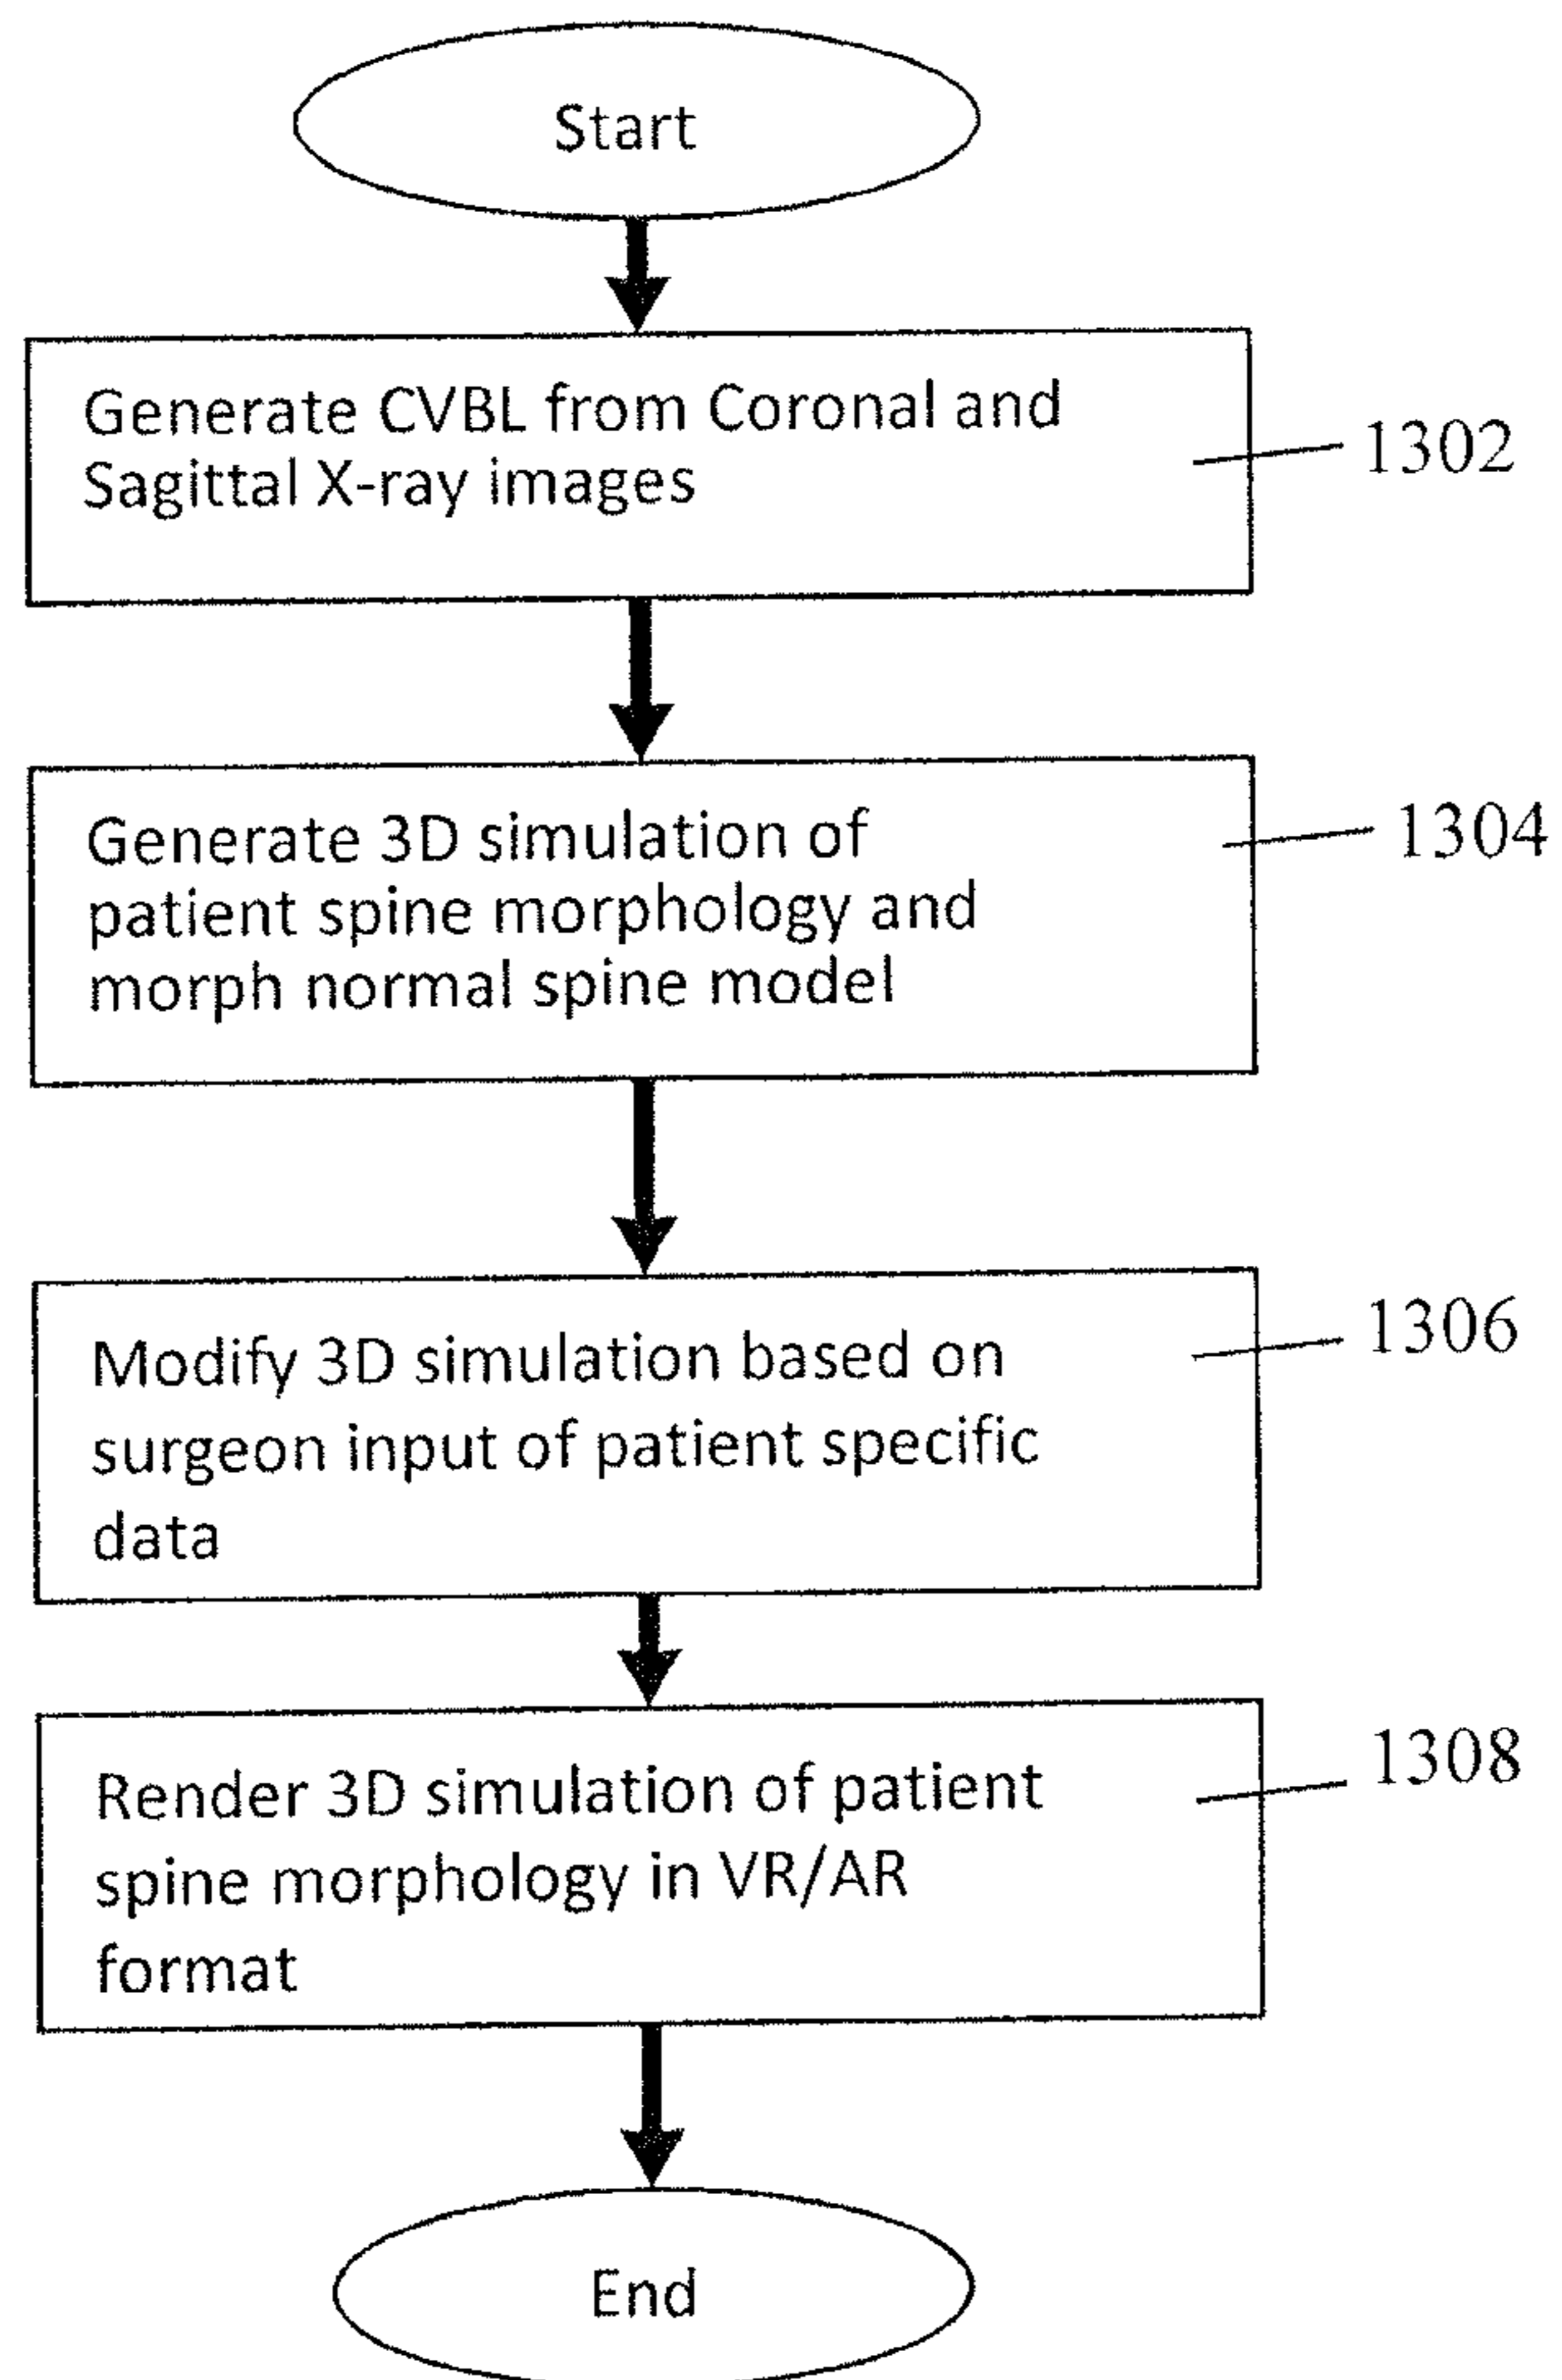 Start
Generate CVBL from Coronal and
Sagittal X-ray images
1302
Generate 3D simulation of
patient spine morphology and
morph normal spine model
1304
Modify 3D simulation based on
surgeon input of patient specific
data
1306
Render 3D simulation of patient
spine morphology in VR/AR
format
1308
End